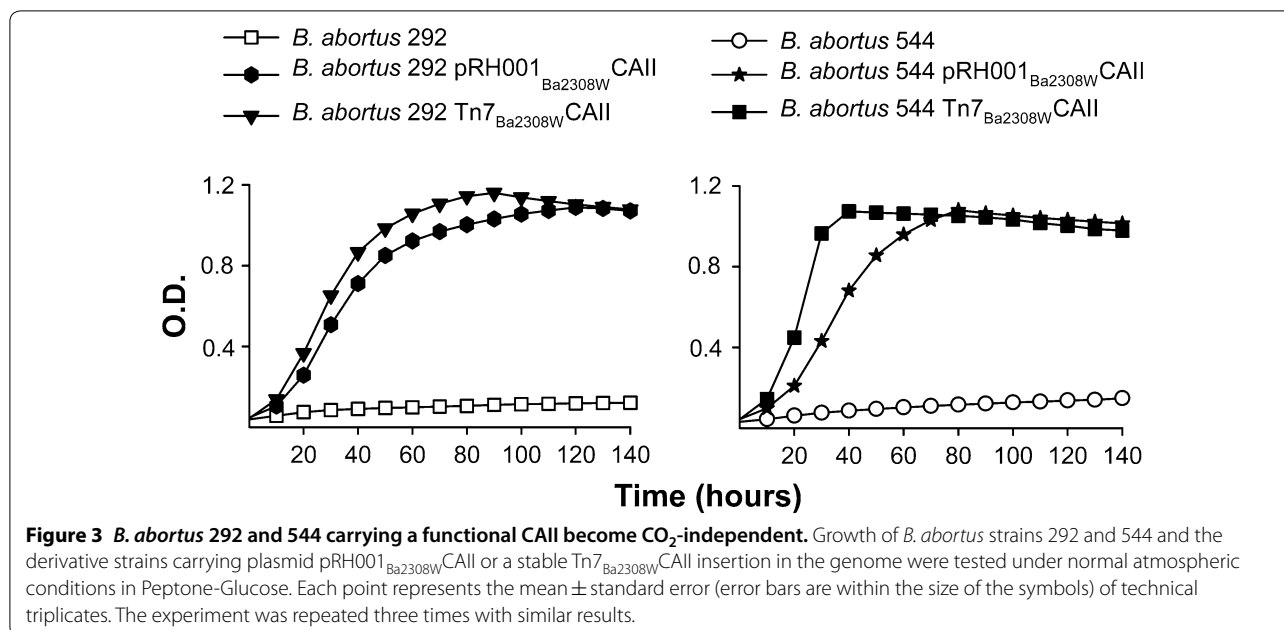 B. abortus 292
B. abortus 292 pRH001Ba2308WCAII
B. abortus 292 Tn7Ba2308WCAII
B. abortus 544
B. abortus 544 pRH001Ba2308WCAII
B. abortus 544 Tn7Ba2308WCAII
O.D.
1.2
0.8
0.4
20 40 60 80 100 120 140
1.2
0.8
0.4
20 40 60 80 100 120 140
Time (hours)
Figure 3 B. abortus 292 and 544 carrying a functional CAII become CO2-independent. Growth of B. abortus strains 292 and 544 and the
derivative strains carrying plasmid pRH001Ba2308WCAII or a stable Tn7Ba2308WCAII insertion in the genome were tested under normal atmospheric
conditions in Peptone-Glucose. Each point represents the mean ± standard error (error bars are within the size of the symbols) of technical
triplicates. The experiment was repeated three times with similar results.